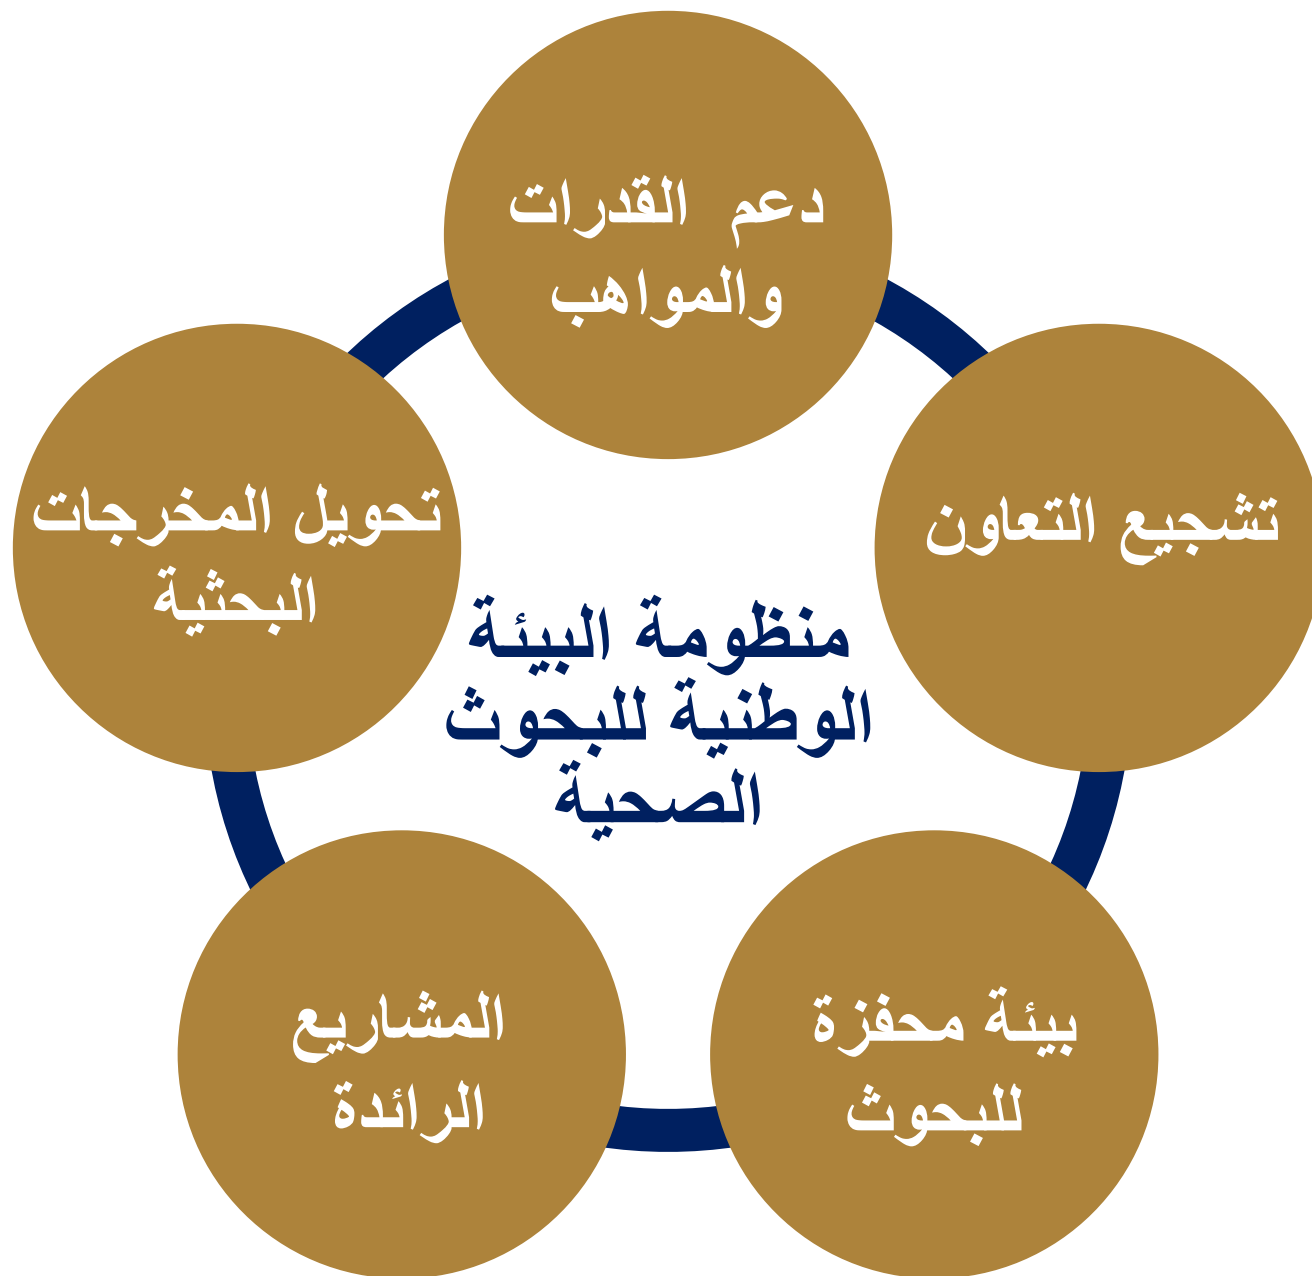 دعم القدرات
والمواهب
تشجيع التعاون
تحويل المخرجات
البحثية
منظومة البيئة
الوطنية للبحوث
الصحية
بيئة محفزة
للبحوث
المشاريع
الرائدة